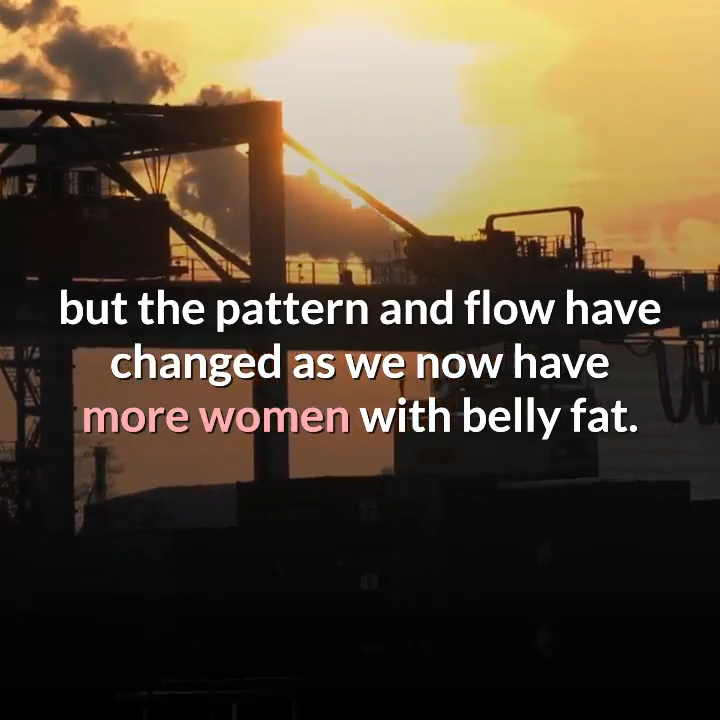 but the pattern and flow have
changed as we now have
more women with belly fat.